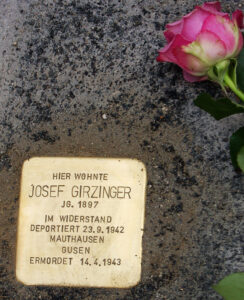 HIER WOHNTE
JOSEF GIRZINGER
JG. 1897
IM WIDERSTAND
DEPORTIERT 23.9.1942
MAUTHAUSEN
GUSEN
ERMORDET 14.4.1943